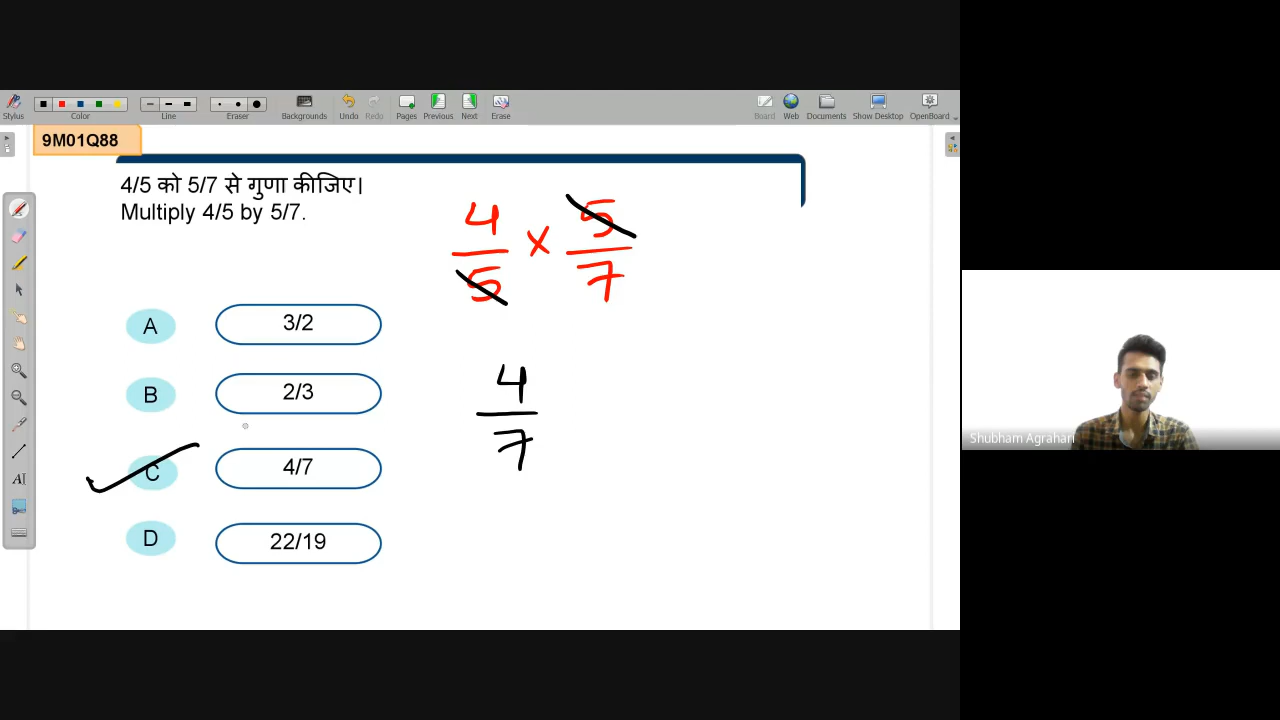 Stylus
Color
Line
Eraser
Backgrounds
Undo
Redo
Pages
Previous
Next
Erase
Board
Web
Documents
Show Desktop
OpenBoard
9M01Q88
4/5 को 5/7 से गुणा कीजिए।
Multiply 4/5 by 5/7.
4/5 × 5/7
A 3/2
B 2/3
4/7
C 4/7
D 22/19
Shubham Agrahari